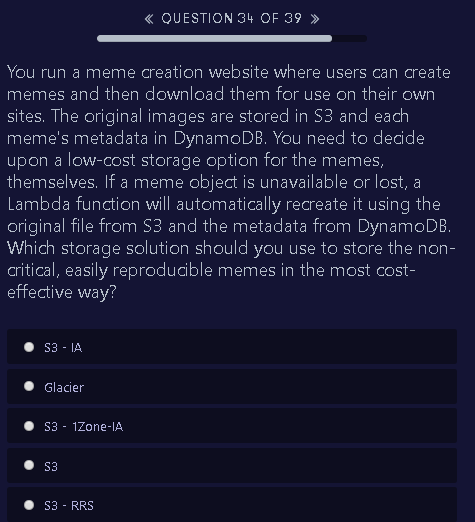 « QUESTION 34 OF 39 »
You run a meme creation website where users can create
memes and then download them for use on their own
sites. The original images are stored in S3 and each
meme's metadata in DynamoDB. You need to decide
upon a low-cost storage option for the memes,
themselves. If a meme object is unavailable or lost, a
Lambda function will automatically recreate it using the
original file from S3 and the metadata from DynamoDB.
Which storage solution should you use to store the non-
critical, easily reproducible memes in the most cost-
effective way?
S3 - IA
Glacier
S3 - 1Zone-IA
S3
S3 - RRS